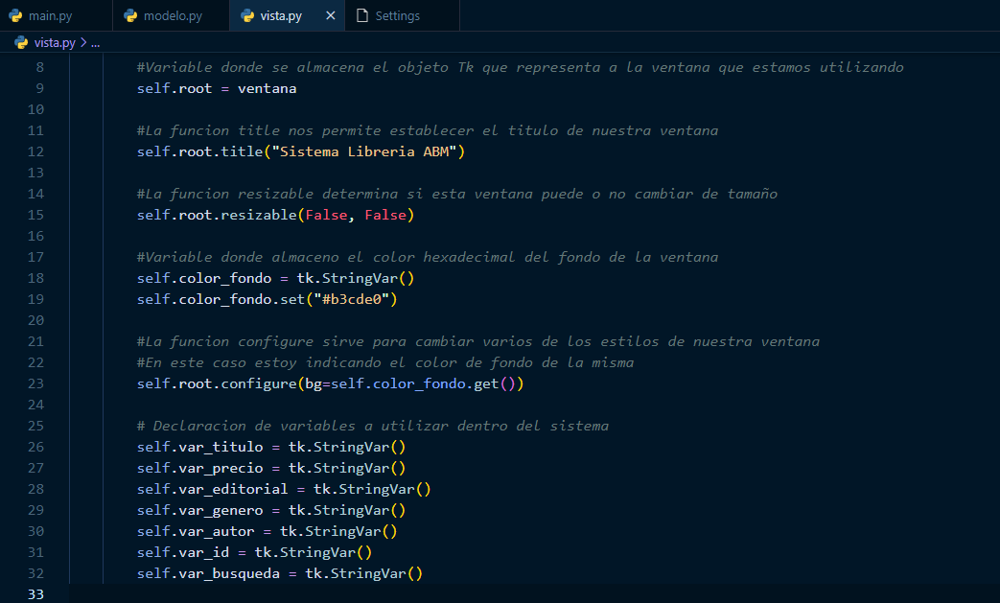 main.py modelo.py vista.py Settings
vista.py > ...
8 #Variable donde se almacena el objeto Tk que representa a la ventana que estamos utilizando
9 self.root = ventana
10
11 #La funcion title nos permite establecer el titulo de nuestra ventana
12 self.root.title("Sistema Libreria ABM")
13
14 #La funcion resizable determina si esta ventana puede o no cambiar de tamaño
15 self.root.resizable(False, False)
16
17 #Variable donde almaceno el color hexadecimal del fondo de la ventana
18 self.color_fondo = tk.StringVar()
19 self.color_fondo.set("#b3cde0")
20
21 #La funcion configure sirve para cambiar varios de los estilos de nuestra ventana
22 #En este caso estoy indicando el color de fondo de la misma
23 self.root.configure(bg=self.color_fondo.get())
24
25 # Declaracion de variables a utilizar dentro del sistema
26 self.var_titulo = tk.StringVar()
27 self.var_precio = tk.StringVar()
28 self.var_editorial = tk.StringVar()
29 self.var_genero = tk.StringVar()
30 self.var_autor = tk.StringVar()
31 self.var_id = tk.StringVar()
32 self.var_busqueda = tk.StringVar()
33